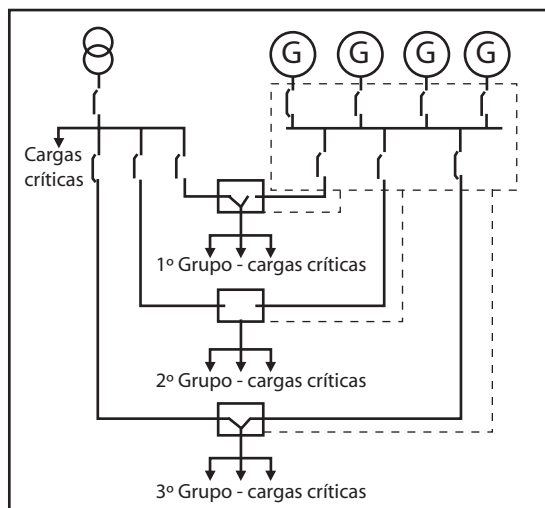 G G G G
Cargas
críticas
1º Grupo - cargas críticas
2º Grupo - cargas críticas
3º Grupo - cargas críticas